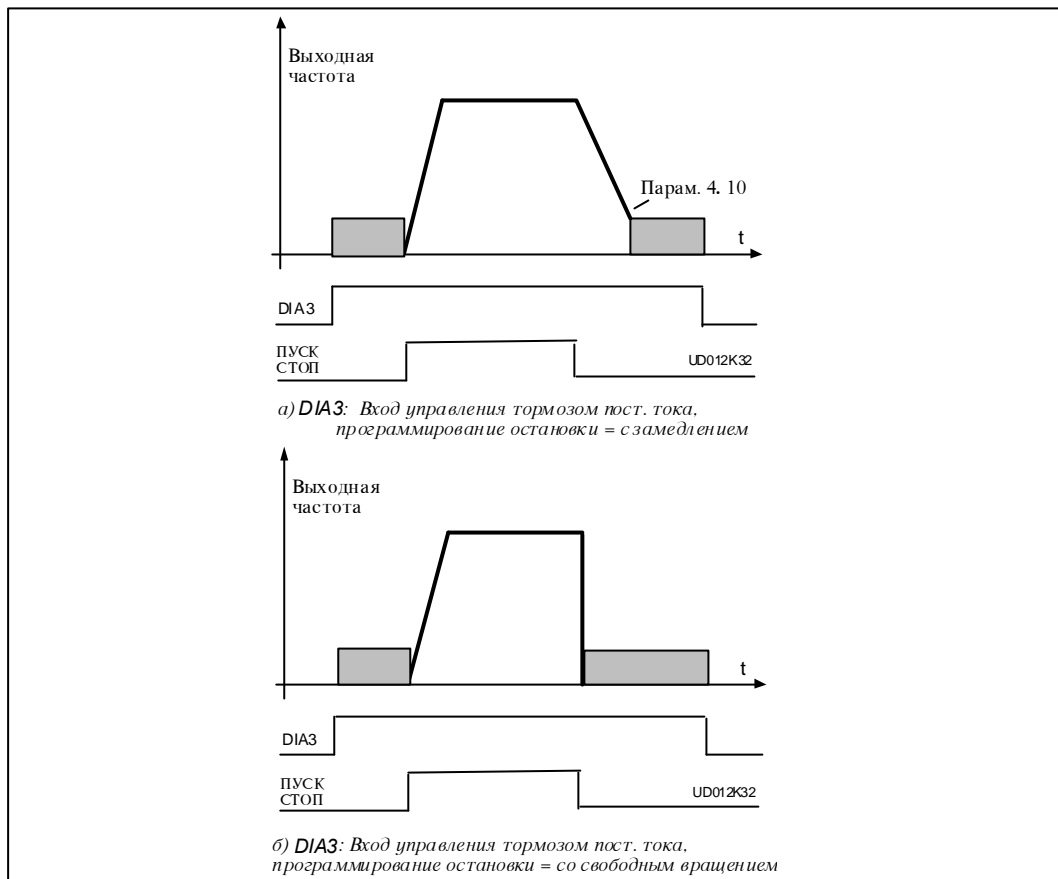 Выходная
частота
Парам. 4. 10
t
DIA3
ПУСК
СТОП
UD012K32
а) DIA3: Вход управления тормозом пост. тока,
программирование остановки = с замедлением
Выходная
частота
t
DIA3
ПУСК
СТОП
UD012K32
б) DIA3: Вход управления тормозом пост. тока,
программирование остановки = со свободным вращением